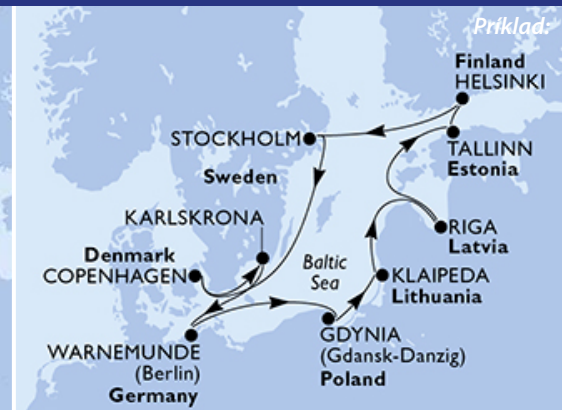 Príklad:
Finland
HELSINKI
STOCKHOLM
TALLINN
Estonia
Sweden
KARLSKRONA
RIGA
Latvia
Denmark
COPENHAGEN
Baltic
Sea
KLAIPEDA
Lithuania
WARNEMUNDE
(Berlin)
Germany
GDYNIA
(Gdansk-Danzig)
Poland